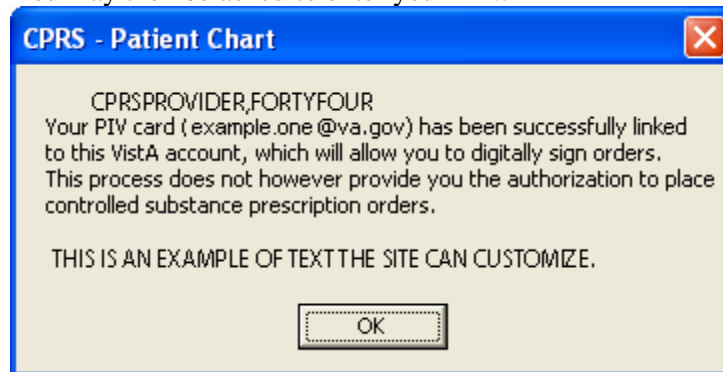 CPRS - Patient Chart
CPRSPROVIDER,FORTYFOUR
Your PIV card (example.one@va.gov) has been successfully linked
to this VistA account, which will allow you to digitally sign orders.
This process does not however provide you the authorization to place
controlled substance prescription orders.
THIS IS AN EXAMPLE OF TEXT THE SITE CAN CUSTOMIZE.
OK